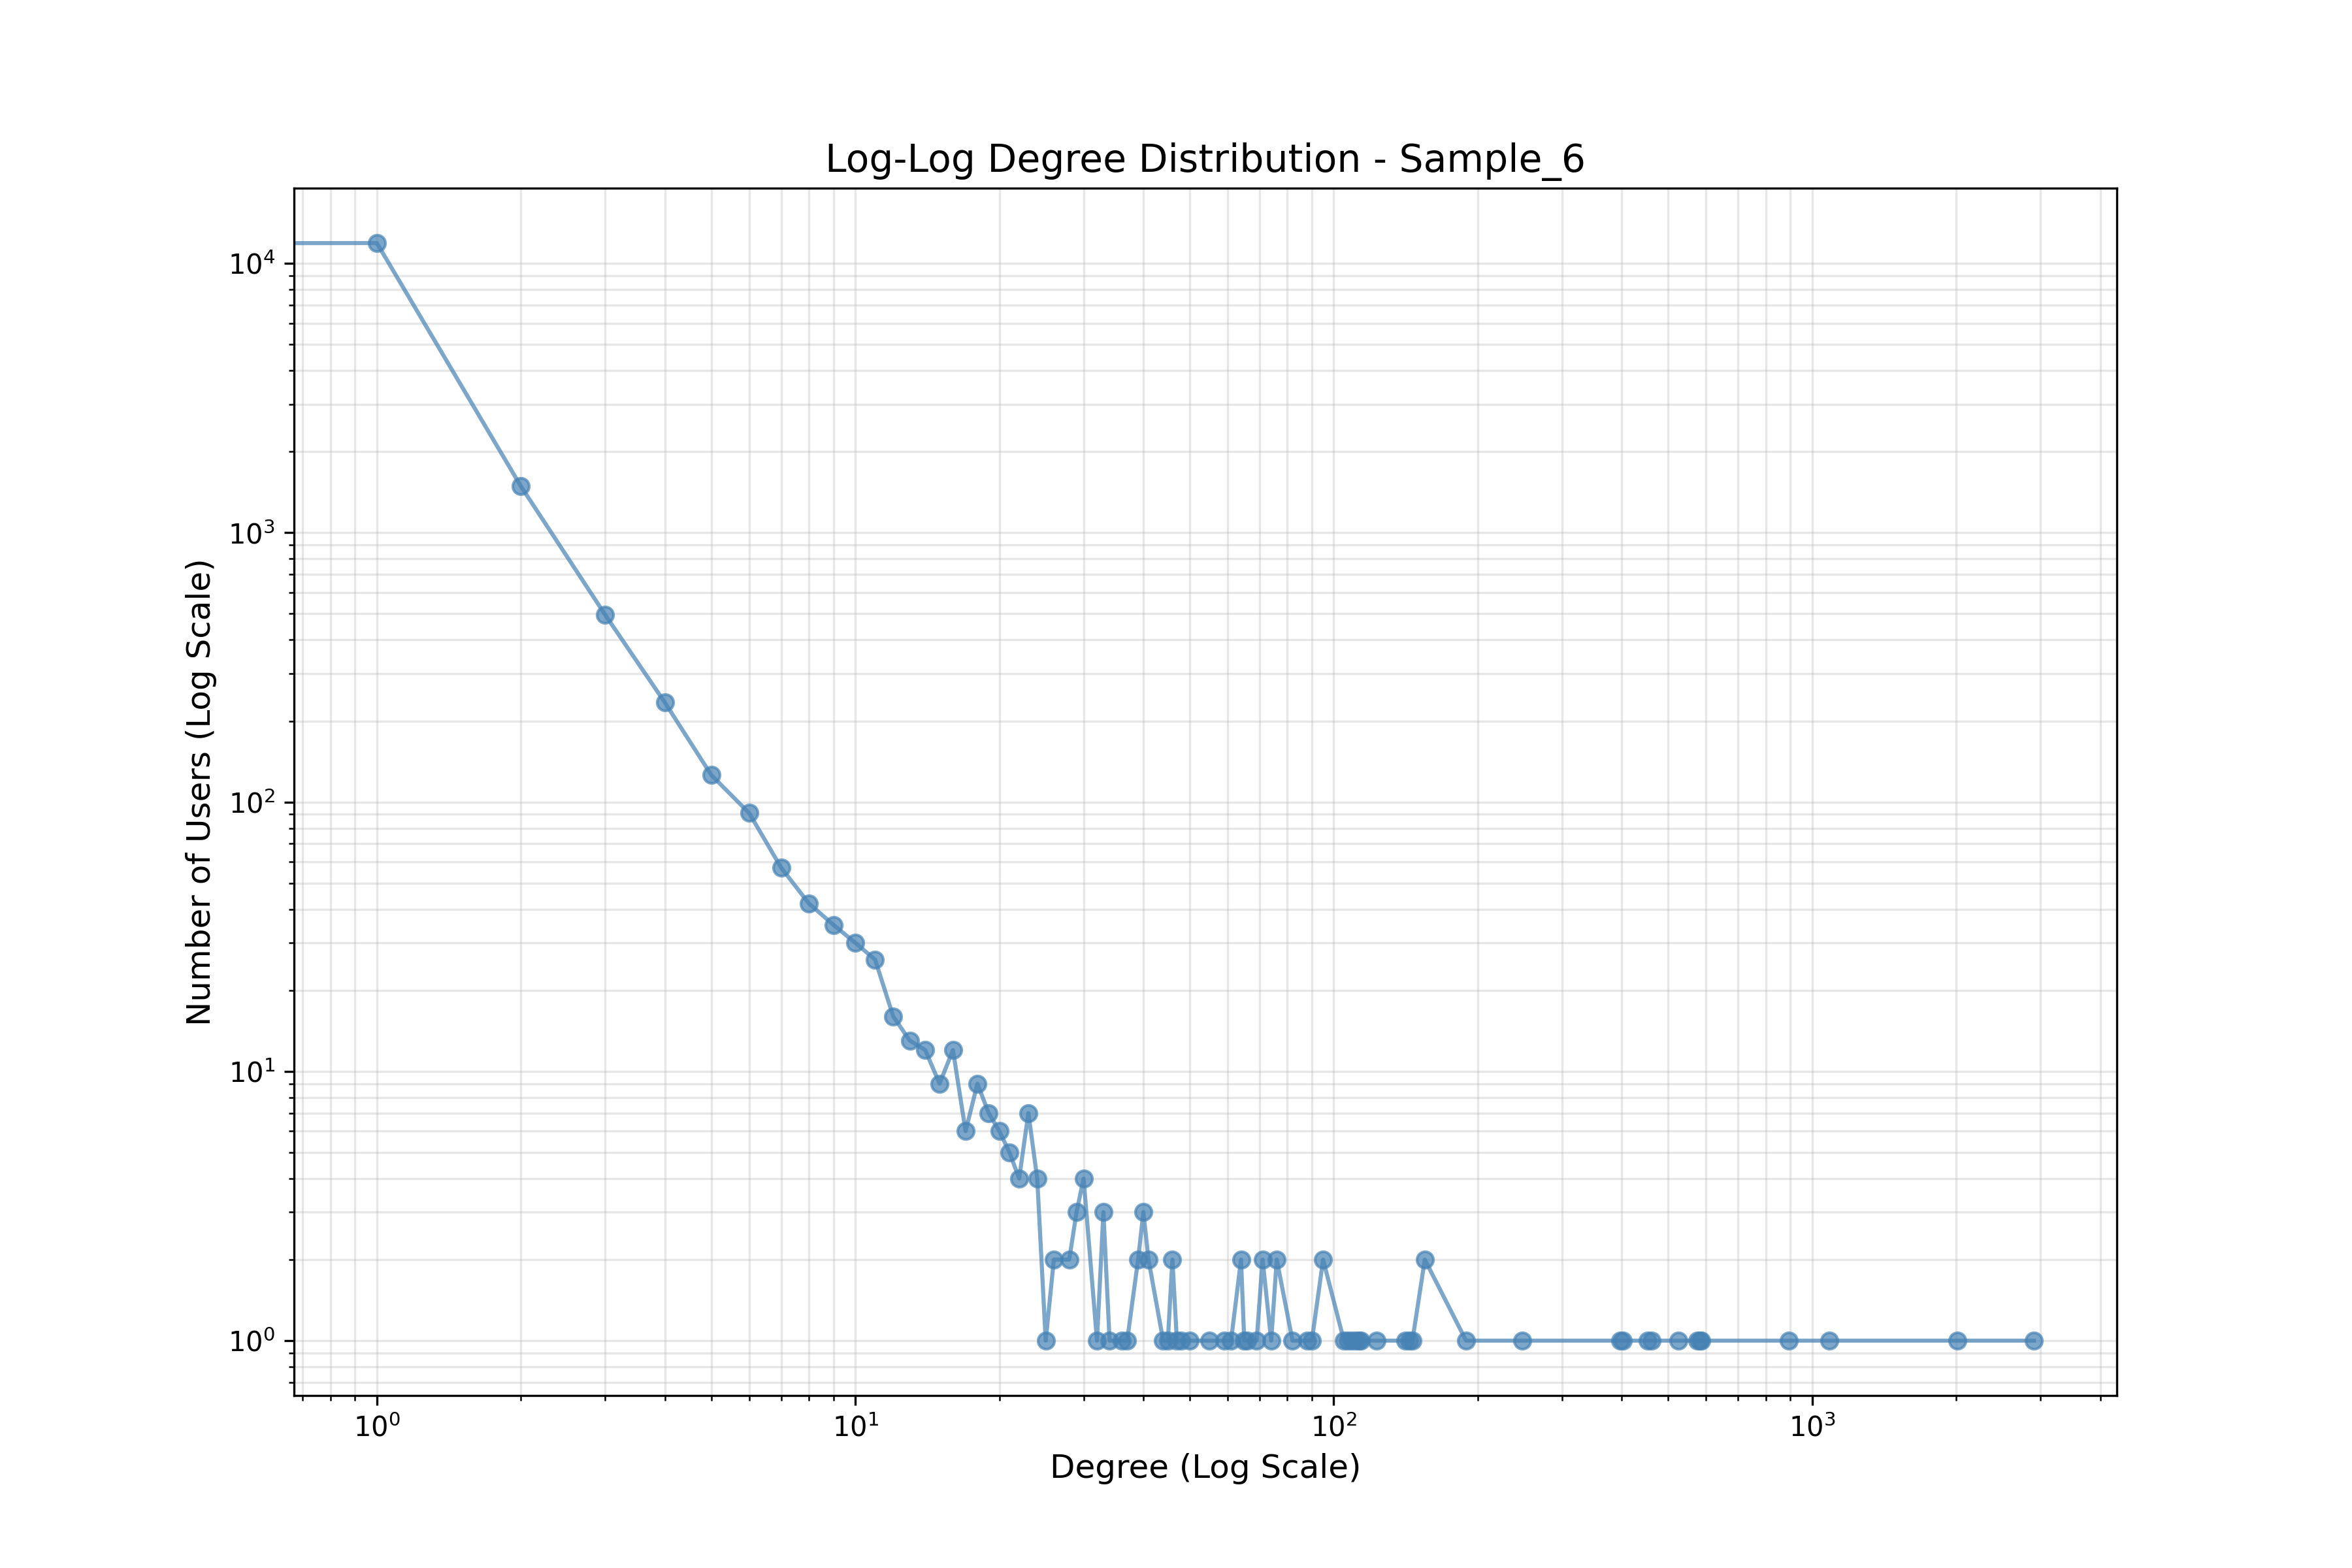 Log-Log Degree Distribution - Sample_6
Number of Users (Log Scale)
10⁴
10³
10²
10¹
10⁰
10⁰ 10¹ 10² 10³
Degree (Log Scale)